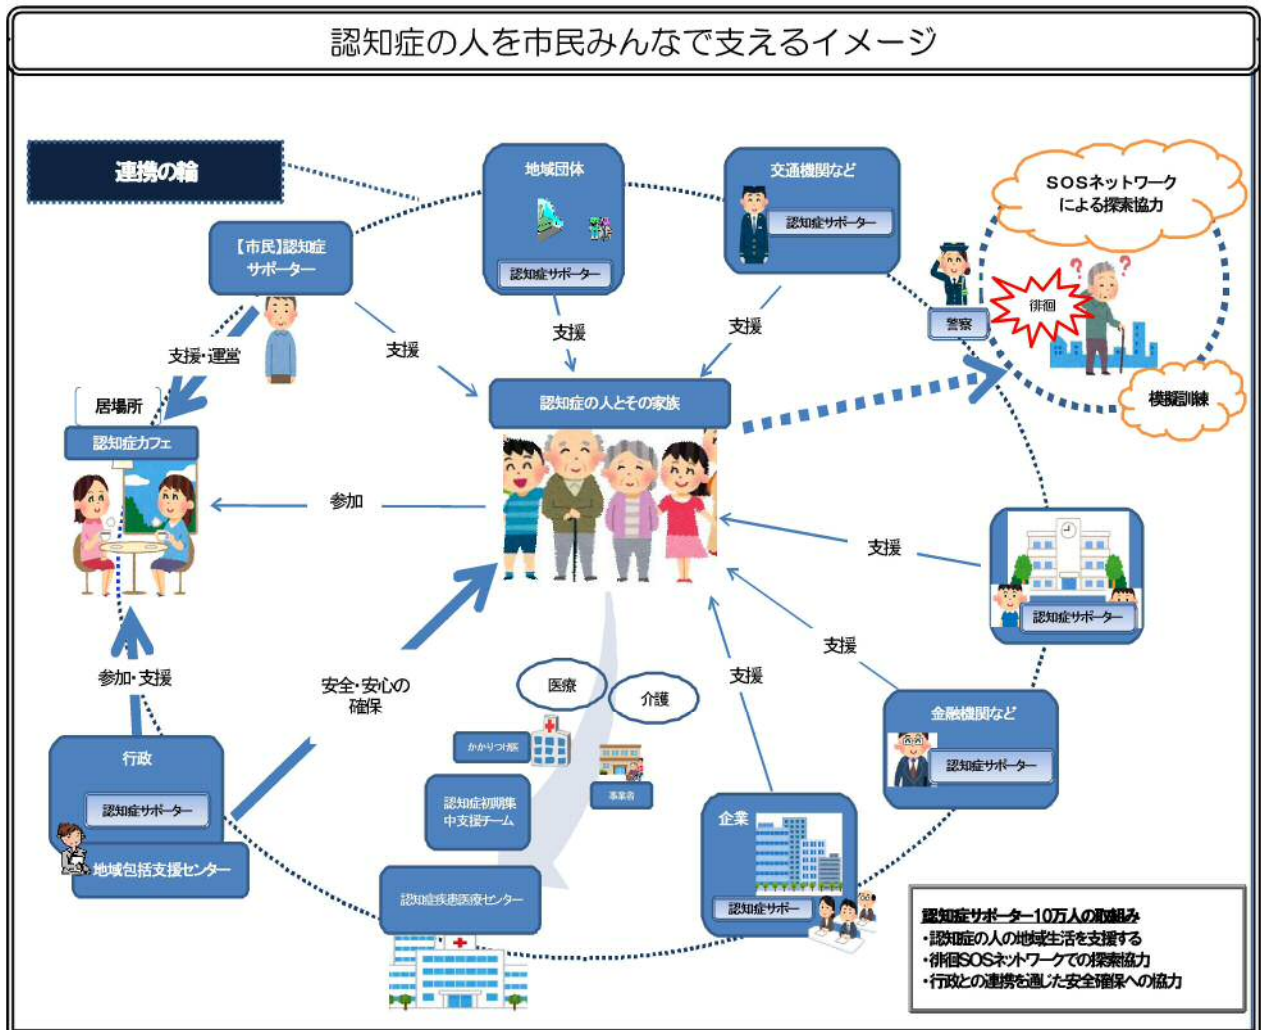 認知症の人を市民みんなで支えるイメージ
連携の輪
地域団体
認知症サポーター
交通機関など
認知症サポーター
SOSネットワーク
による探索協力
【市民】認知症
サポーター
警察
徘徊
模擬訓練
支援・運営
支援
支援
支援
居場所
認知症カフェ
認知症の人とその家族
参加
支援
認知症サポーター
参加・支援
安全・安心の
確保
医療
介護
支援
支援
行政
認知症サポーター
地域包括支援センター
かかりつけ医
事業者
認知症初期集
中支援チーム
認知症疾患医療センター
企業
認知症サポー
金融機関など
認知症サポーター
認知症サポーター10万人の取組み
・認知症の人の地域生活を支援する
・徘徊SOSネットワークでの探索協力
・行政との連携を通じた安全確保への協力